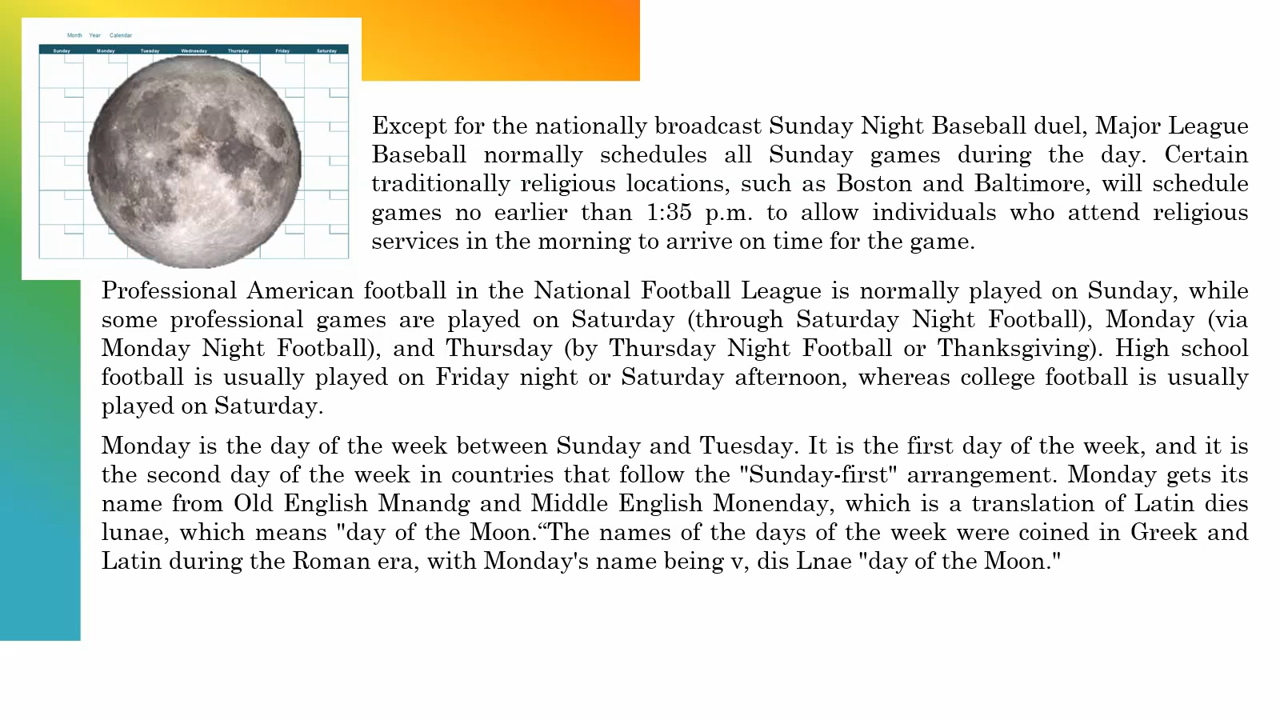 Month Year Calendar
Sunday Monday Tuesday Wednesday Thursday Friday Saturday
Except for the nationally broadcast Sunday Night Baseball duel, Major League
Baseball normally schedules all Sunday games during the day. Certain
traditionally religious locations, such as Boston and Baltimore, will schedule
games no earlier than 1:35 p.m. to allow individuals who attend religious
services in the morning to arrive on time for the game.
Professional American football in the National Football League is normally played on Sunday, while
some professional games are played on Saturday (through Saturday Night Football), Monday (via
Monday Night Football), and Thursday (by Thursday Night Football or Thanksgiving). High school
football is usually played on Friday night or Saturday afternoon, whereas college football is usually
played on Saturday.
Monday is the day of the week between Sunday and Tuesday. It is the first day of the week, and it is
the second day of the week in countries that follow the "Sunday-first" arrangement. Monday gets its
name from Old English Mnandg and Middle English Monenday, which is a translation of Latin dies
lunae, which means "day of the Moon.“The names of the days of the week were coined in Greek and
Latin during the Roman era, with Monday's name being v, dis Lnae "day of the Moon."